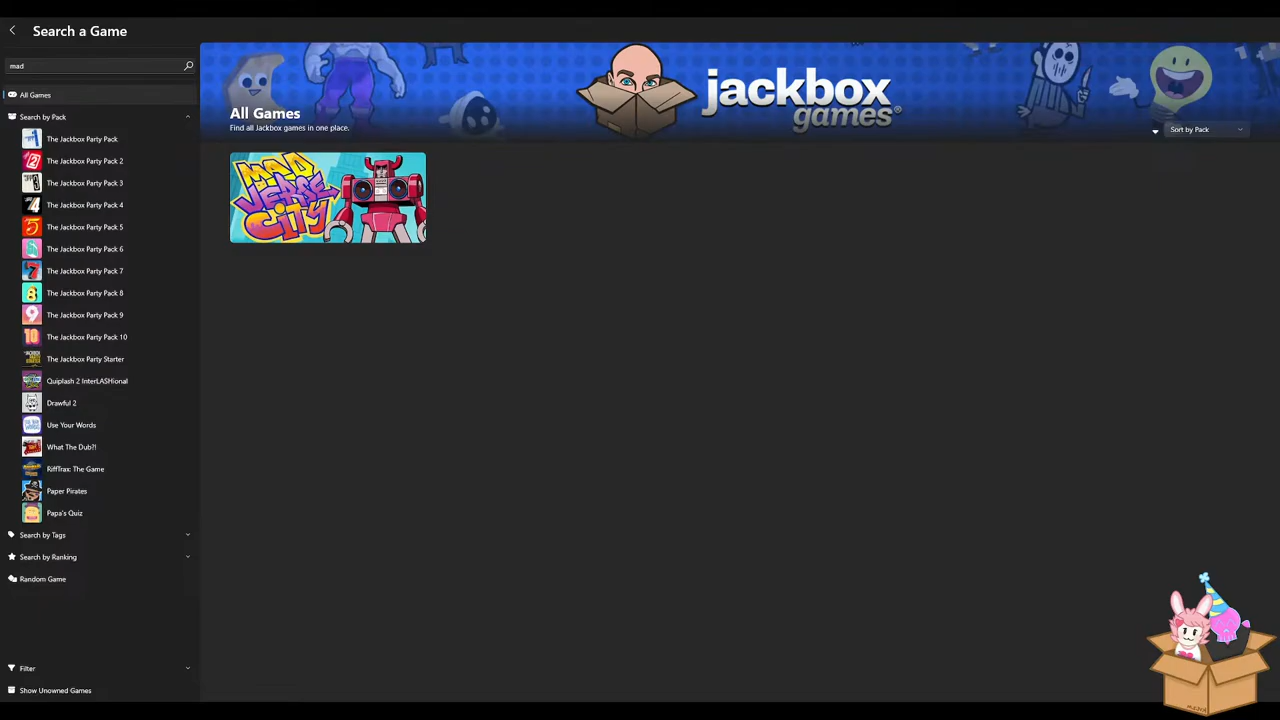 Search a Game
mad
All Games
Search by Pack
The Jackbox Party Pack
The Jackbox Party Pack 2
The Jackbox Party Pack 3
The Jackbox Party Pack 4
The Jackbox Party Pack 5
The Jackbox Party Pack 6
The Jackbox Party Pack 7
The Jackbox Party Pack 8
The Jackbox Party Pack 9
The Jackbox Party Pack 10
The Jackbox Party Starter
Quiplash 2 InterLASHional
Drawful 2
Use Your Words
What The Dub?!
RiffTrax: The Game
Paper Pirates
Papa's Quiz
Search by Tags
Search by Ranking
Random Game
Filter
Show Unowned Games
jackbox
games®
All Games
Find all Jackbox games in one place.
Sort by Pack
MAD
VERSE
CITY